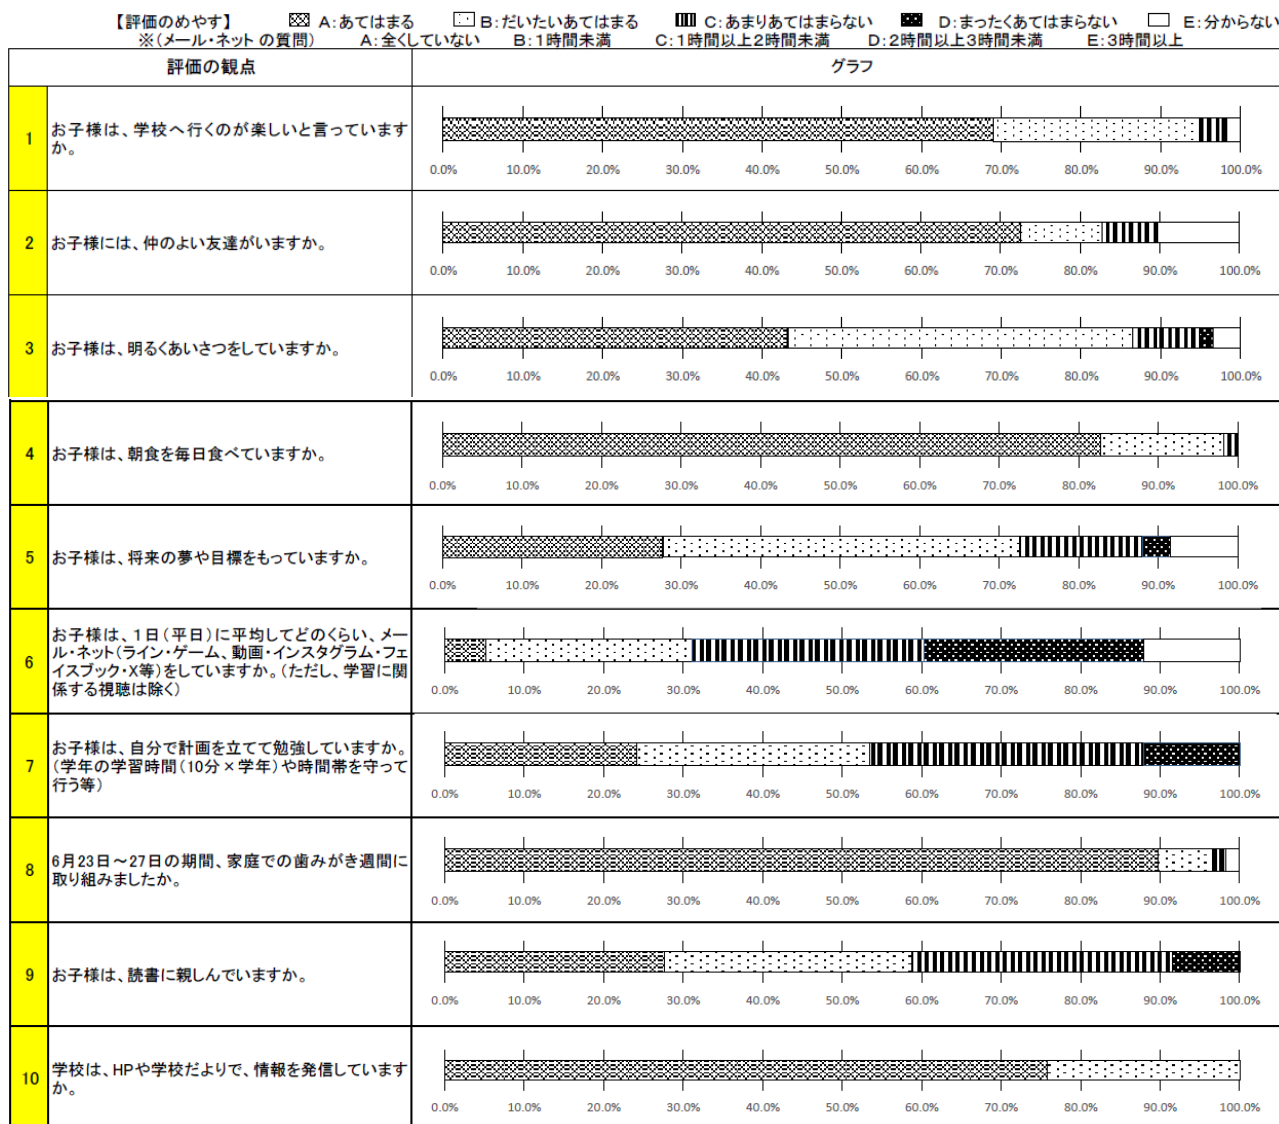 【評価のめやす】 A:あてはまる B:だいたいあてはまる C:あまりあてはまらない D:まったくあてはまらない E:分からない
※(メール・ネット の質問) A:全くしていない B:1時間未満 C:1時間以上2時間未満 D:2時間以上3時間未満 E:3時間以上
評価の観点 グラフ
1 お子様は、学校へ行くのが楽しいと言っています
か。
0.0% 10.0% 20.0% 30.0% 40.0% 50.0% 60.0% 70.0% 80.0% 90.0% 100.0%
2 お子様には、仲のよい友達がいますか。
0.0% 10.0% 20.0% 30.0% 40.0% 50.0% 60.0% 70.0% 80.0% 90.0% 100.0%
3 お子様は、明るくあいさつをしていますか。
0.0% 10.0% 20.0% 30.0% 40.0% 50.0% 60.0% 70.0% 80.0% 90.0% 100.0%
4 お子様は、朝食を毎日食べていますか。
0.0% 10.0% 20.0% 30.0% 40.0% 50.0% 60.0% 70.0% 80.0% 90.0% 100.0%
5 お子様は、将来の夢や目標をもっていますか。
0.0% 10.0% 20.0% 30.0% 40.0% 50.0% 60.0% 70.0% 80.0% 90.0% 100.0%
6 お子様は、1日(平日)に平均してどのくらい、メー
ル・ネット(ライン・ゲーム、動画・インスタグラム・フェ
イスブック・X等)をしていますか。(ただし、学習に関
係する視聴は除く)
0.0% 10.0% 20.0% 30.0% 40.0% 50.0% 60.0% 70.0% 80.0% 90.0% 100.0%
7 お子様は、自分で計画を立てて勉強していますか。
(学年の学習時間(10分×学年)や時間帯を守って
行う等)
0.0% 10.0% 20.0% 30.0% 40.0% 50.0% 60.0% 70.0% 80.0% 90.0% 100.0%
8 6月23日~27日の期間、家庭での歯みがき週間に
取り組みましたか。
0.0% 10.0% 20.0% 30.0% 40.0% 50.0% 60.0% 70.0% 80.0% 90.0% 100.0%
9 お子様は、読書に親しんでいますか。
0.0% 10.0% 20.0% 30.0% 40.0% 50.0% 60.0% 70.0% 80.0% 90.0% 100.0%
10 学校は、HPや学校だよりで、情報を発信しています
か。
0.0% 10.0% 20.0% 30.0% 40.0% 50.0% 60.0% 70.0% 80.0% 90.0% 100.0%